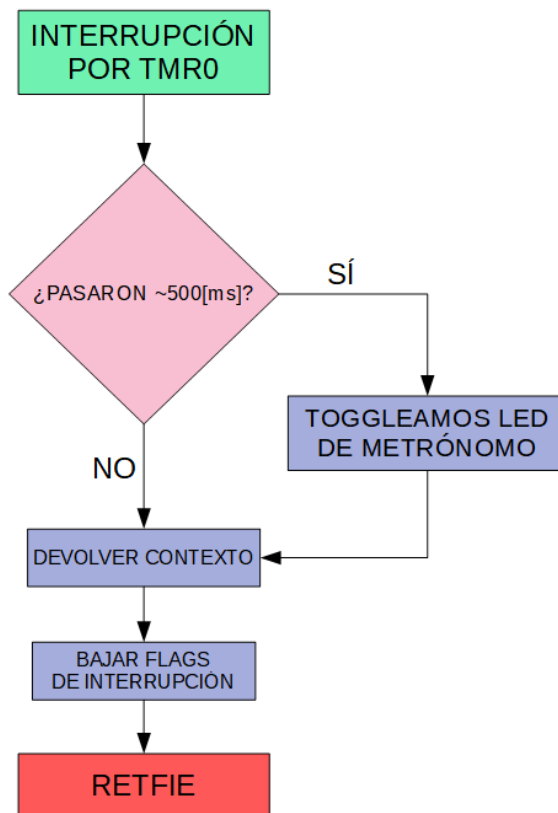 INTERRUPCIÓN
POR TMR0
¿PASARON ~500[ms]?
SÍ
TOGGLEAMOS LED
DE METRÓNOMO
NO
DEVOLVER CONTEXTO
BAJAR FLAGS
DE INTERRUPCIÓN
RETFIE